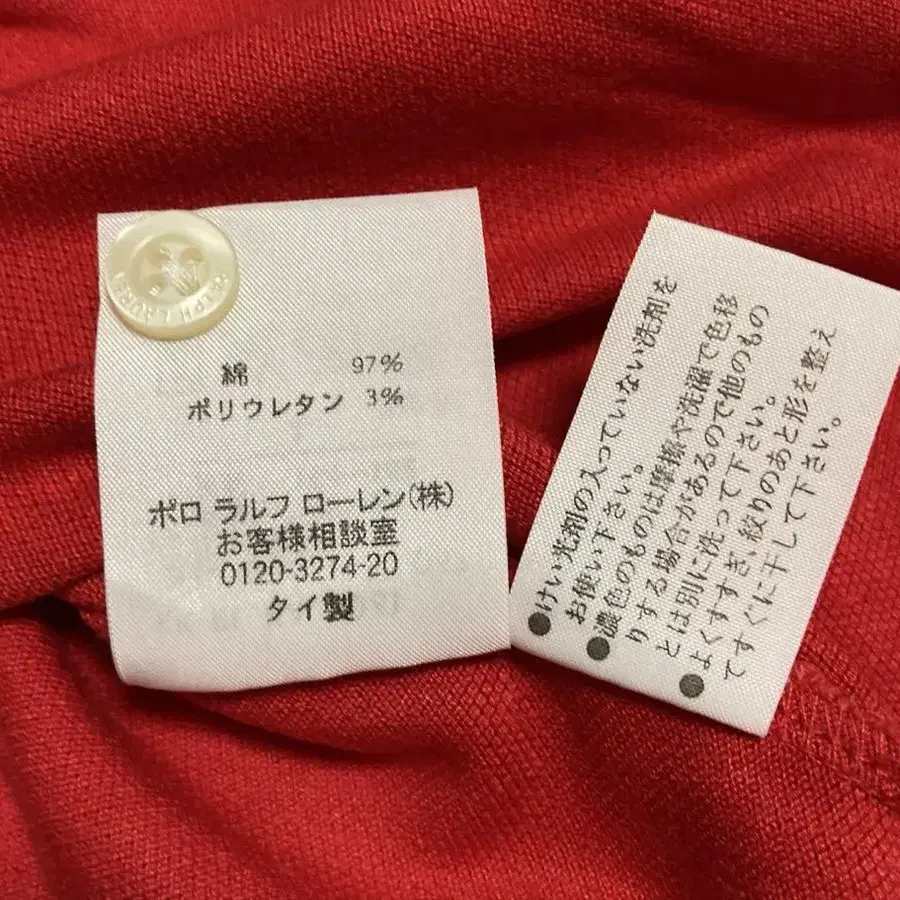 RALPH LAUREN
綿 97%
ポリウレタン 3%
ポロ ラルフ ローレン(株)
お客様相談室
0120-3274-20
タイ製
●けい光剤の入っていない洗剤を
お使い下さい。
●濃色のものは摩擦や洗濯で色移
りする場合があるので他のもの
とは別に洗って下さい。
●よくすすぎ、絞りのあと形を整え
てすぐに干して下さい。